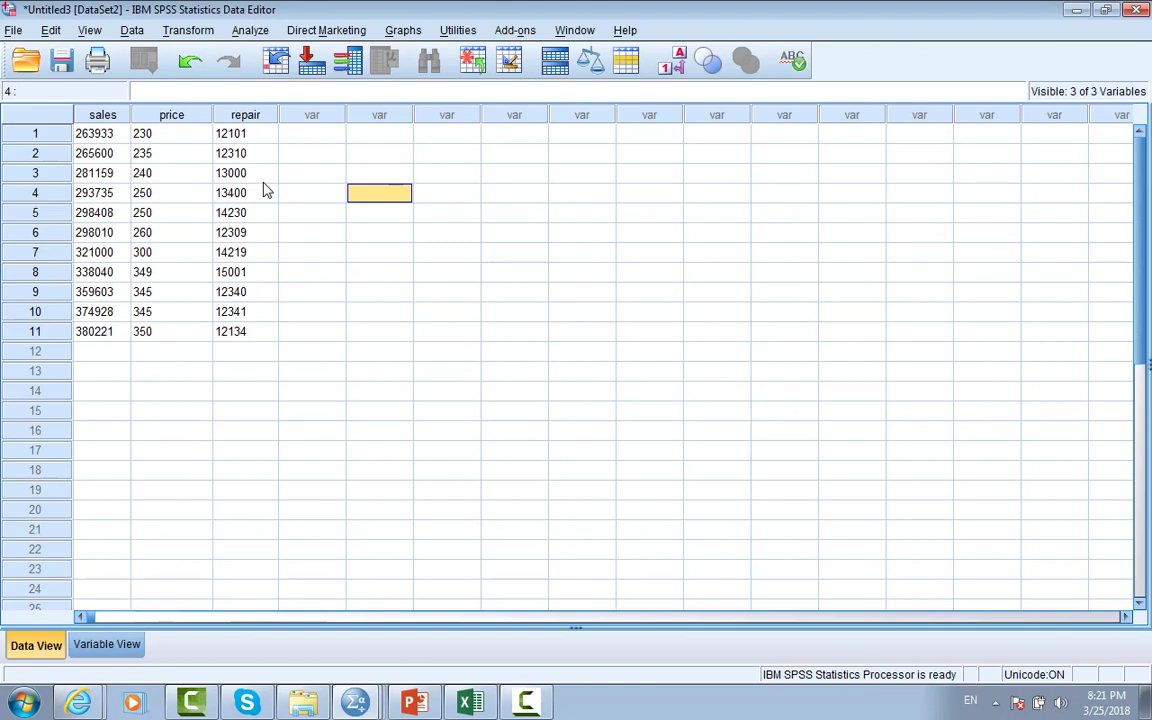 *Untitled3 [DataSet2] - IBM SPSS Statistics Data Editor
File Edit View Data Transform Analyze Direct Marketing Graphs Utilities Add-ons Window Help
A
1 4
ABC
4 : Visible: 3 of 3 Variables
sales price repair var var var var var var var var var var var var var
1 263933 230 12101
2 265600 235 12310
3 281159 240 13000
4 293735 250 13400
5 298408 250 14230
6 298010 260 12309
7 321000 300 14219
8 338040 349 15001
9 359603 345 12340
10 374928 345 12341
11 380221 350 12134
12
13
14
15
16
17
18
19
20
21
22
23
24
25
Data View Variable View
IBM SPSS Statistics Processor is ready Unicode:ON
EN 8:21 PM
3/25/2018